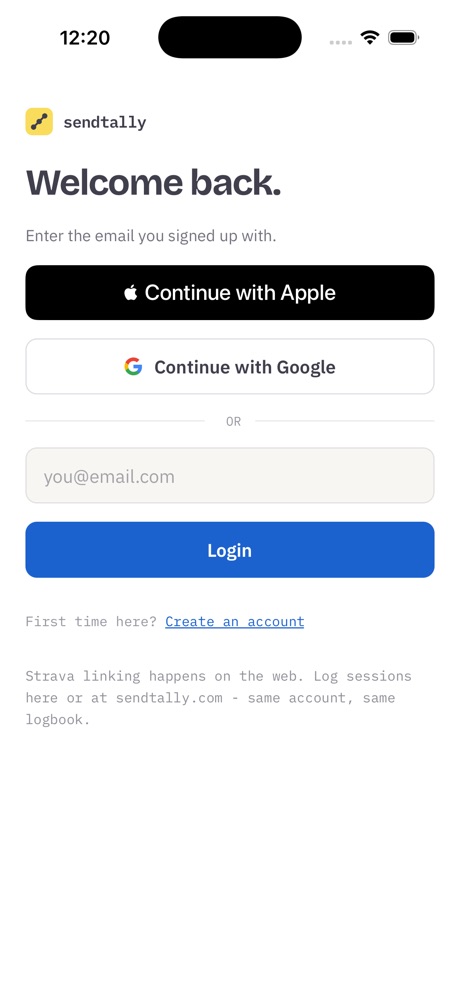 12:20
sendtally
Welcome back.
Enter the email you signed up with.
Continue with Apple
Continue with Google
OR
you@email.com
Login
First time here? Create an account
Strava linking happens on the web. Log sessions
here or at sendtally.com - same account, same
logbook.